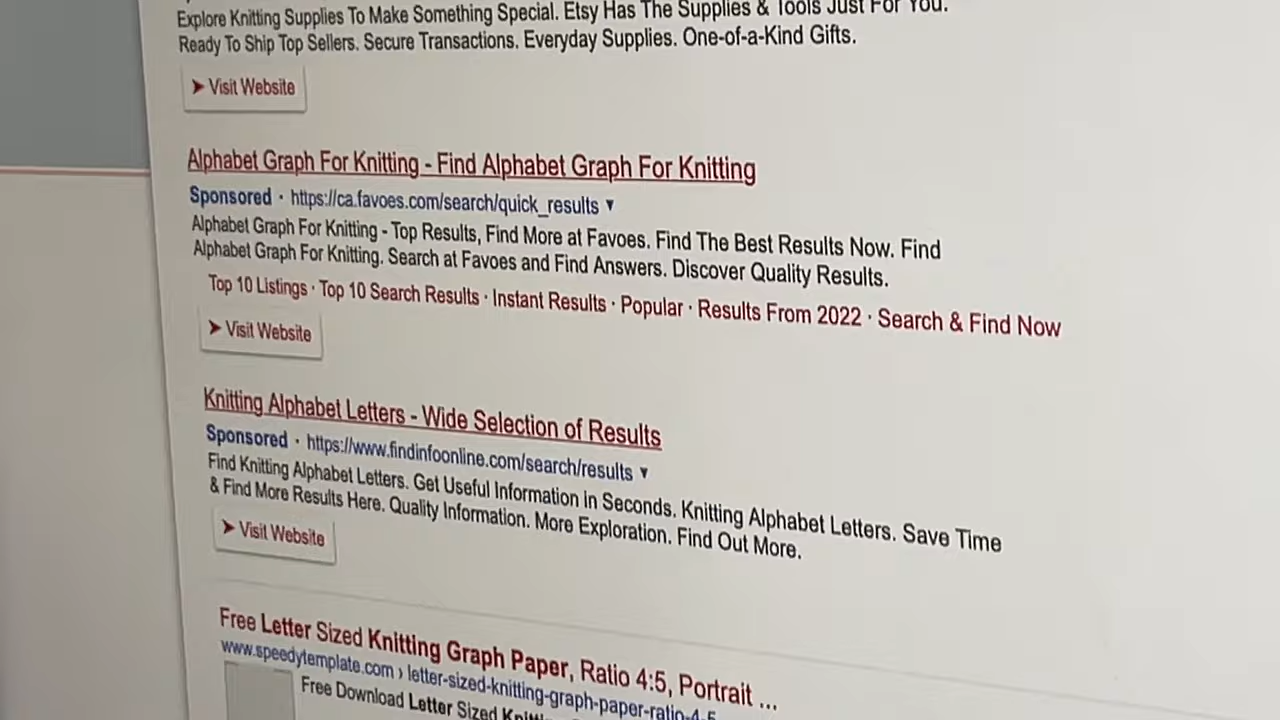 Explore Knitting Supplies To Make Something Special. Etsy Has The Supplies & Tools Just For You.
Ready To Ship Top Sellers. Secure Transactions. Everyday Supplies. One-of-a-Kind Gifts.
➤ Visit Website
Alphabet Graph For Knitting - Find Alphabet Graph For Knitting
Sponsored · https://ca.favoes.com/search/quick_results ▼
Alphabet Graph For Knitting - Top Results, Find More at Favoes. Find The Best Results Now. Find
Alphabet Graph For Knitting. Search at Favoes and Find Answers. Discover Quality Results.
Top 10 Listings · Top 10 Search Results · Instant Results · Popular · Results From 2022 · Search & Find Now
➤ Visit Website
Knitting Alphabet Letters - Wide Selection of Results
Sponsored · https://www.findinfoonline.com/search/results ▼
Find Knitting Alphabet Letters. Get Useful Information in Seconds. Knitting Alphabet Letters. Save Time
& Find More Results Here. Quality Information. More Exploration. Find Out More.
➤ Visit Website
Free Letter Sized Knitting Graph Paper, Ratio 4:5, Portrait ...
www.speedytemplate.com › letter-sized-knitting-graph-paper-ratio-4-5
Free Download Letter Sized